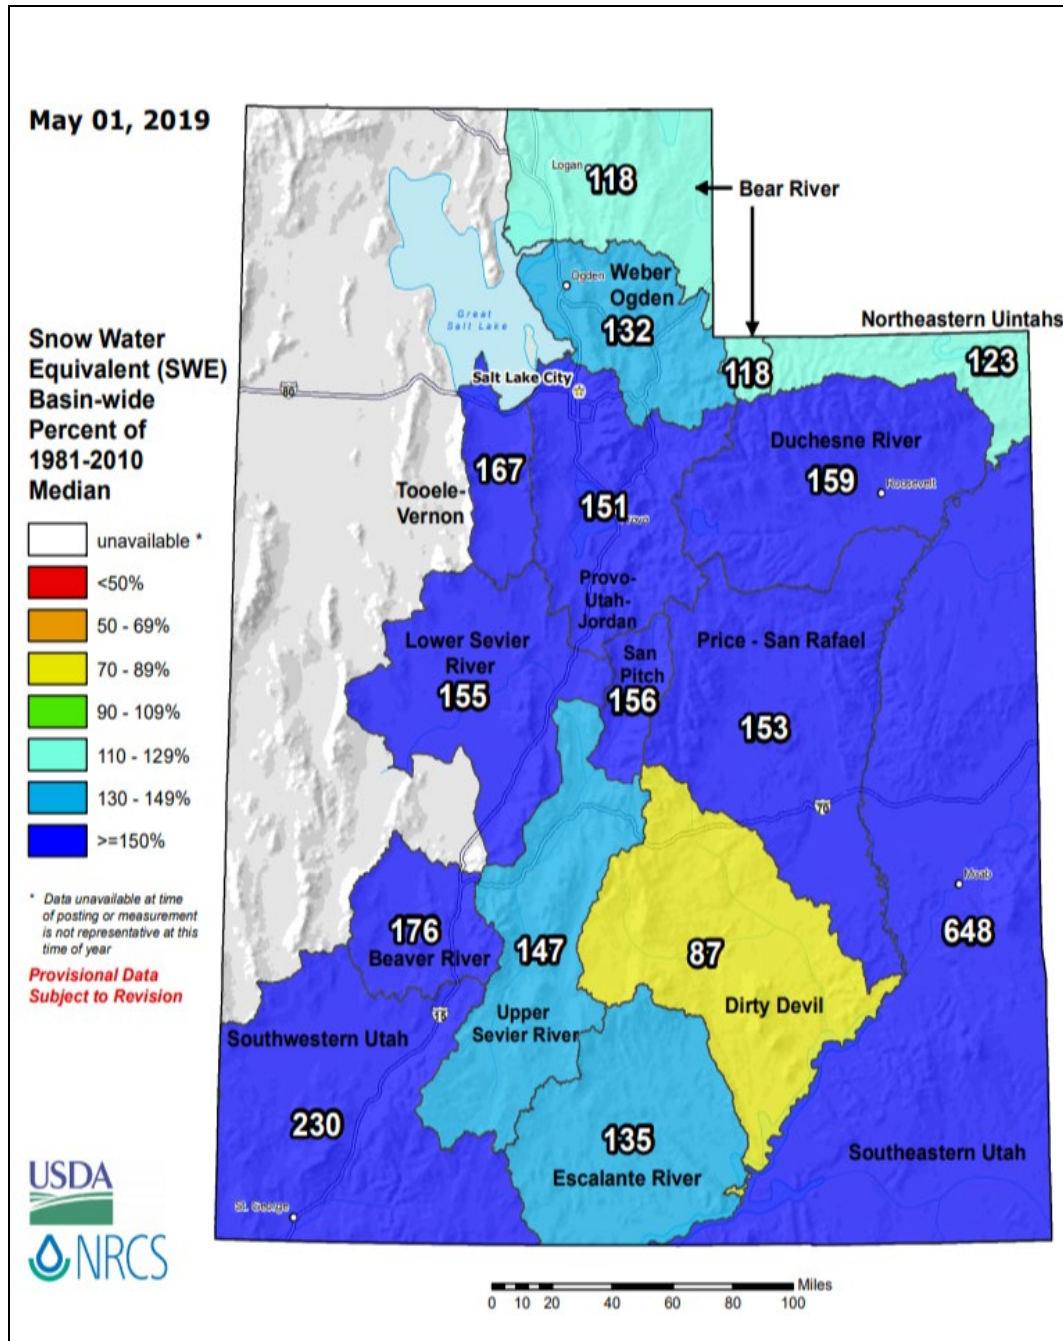 May 01, 2019
Snow Water
Equivalent (SWE)
Basin-wide
Percent of
1981-2010
Median
unavailable *
<50%
50 - 69%
70 - 89%
90 - 109%
110 - 129%
130 - 149%
>=150%
* Data unavailable at time
of posting or measurement
is not representative at this
time of year
Provisional Data
Subject to Revision
Logan
118
Bear River
Weber
Ogden
Ogden
132
Great
Salt Lake
Northeastern Uintahs
118
123
Salt Lake City
80
Duchesne River
159
Roosevelt
167
Tooele-
Vernon
151
Provo-
Utah-
Jordan
Lower Sevier
River
155
San
Pitch
156
Price - San Rafael
153
70
Moab
648
176
Beaver River
147
87
Dirty Devil
Upper
Sevier River
15
Southwestern Utah
230
135
Escalante River
Southeastern Utah
St. George
USDA
NRCS
Miles
0 10 20 40 60 80 100